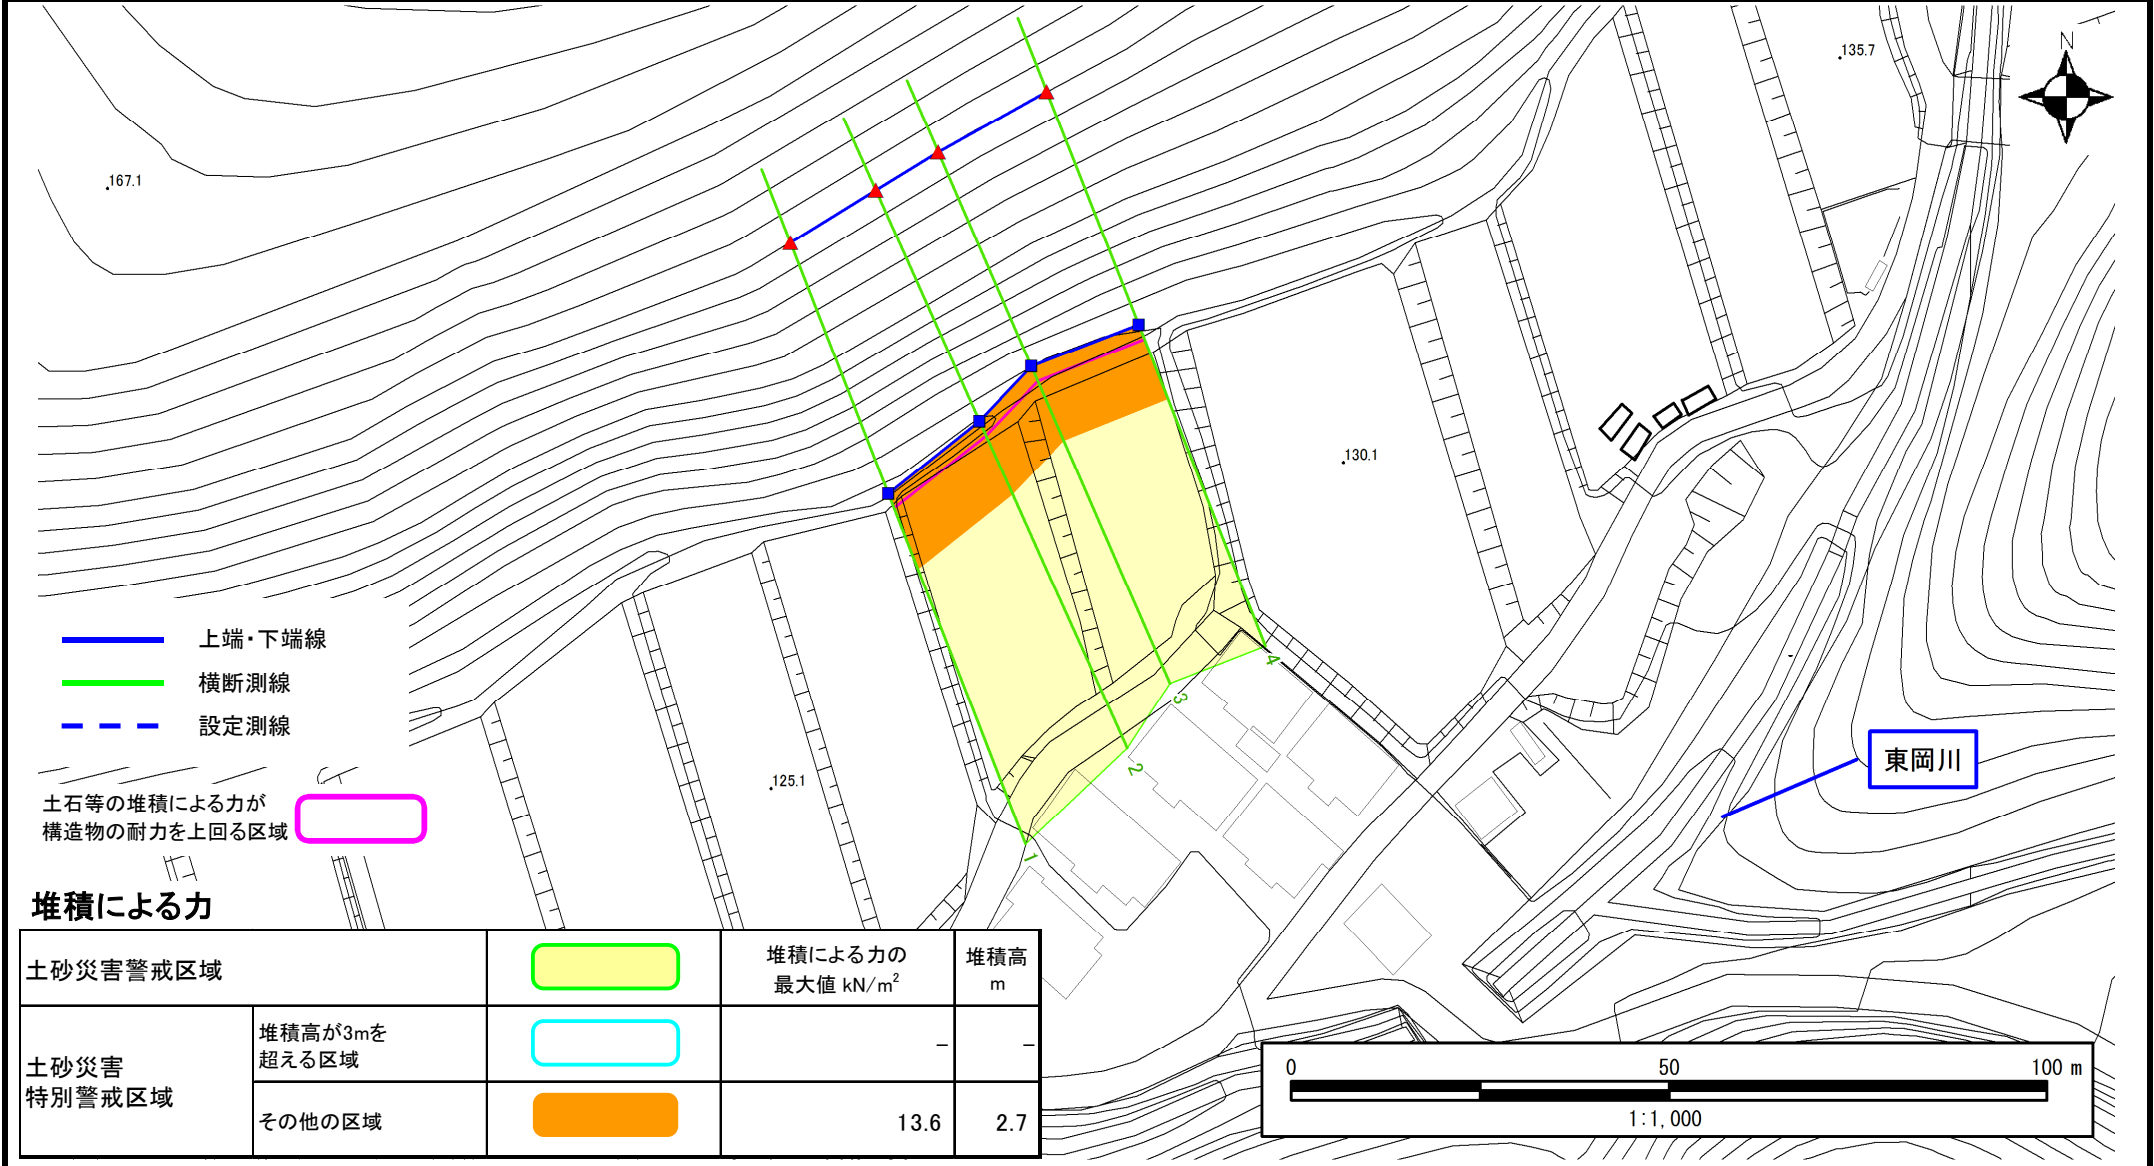 N
135.7
167.1
130.1
上端・下端線
横断測線
設定測線
4
3
2
1
125.1
東岡川
土石等の堆積による力が
構造物の耐力を上回る区域
堆積による力
土砂災害警戒区域
堆積による力の
最大値 kN/m²
堆積高
m
土砂災害
特別警戒区域
堆積高が3mを
超える区域
－
－
その他の区域
13.6
2.7
0
50
100 m
1:1,000